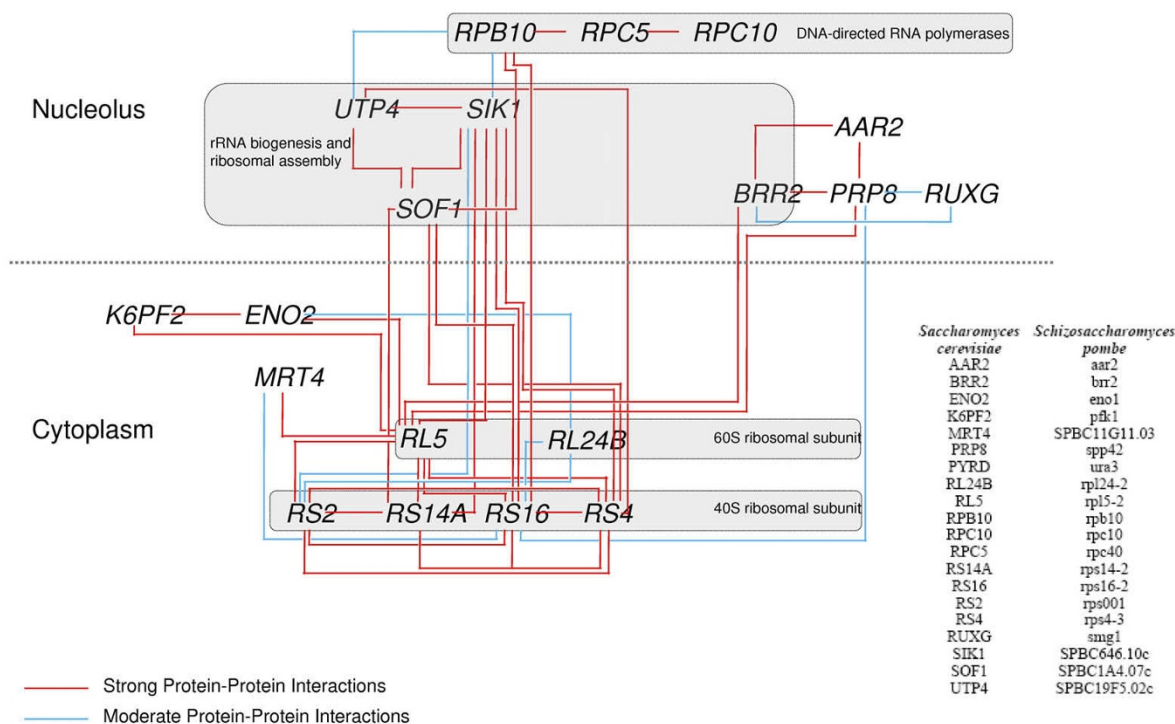 RPB10 RPC5 RPC10 DNA-directed RNA polymerases
Nucleolus
UTP4 SIK1
AAR2
rRNA biogenesis and
ribosomal assembly
BRR2 PRP8 RUXG
SOF1
K6PF2 ENO2
MRT4
Cytoplasm
RL5 RL24B 60S ribosomal subunit
RS2 RS14A RS16 RS4 40S ribosomal subunit
Saccharomyces Schizosaccharomyces
cerevisiae pombe
AAR2 aar2
BRR2 brr2
ENO2 eno1
K6PF2 pfk1
MRT4 SPBC11G11.03
PRP8 spp42
PYRD ura3
RL24B rpl24-2
RL5 rpl5-2
RPB10 rpb10
RPC10 rpc10
RPC5 rpc40
RS14A rps14-2
RS16 rps16-2
RS2 rps001
RS4 rps4-3
RUXG smg1
SIK1 SPBC646.10c
SOF1 SPBC1A4.07c
UTP4 SPBC19F5.02c
Strong Protein-Protein Interactions
Moderate Protein-Protein Interactions